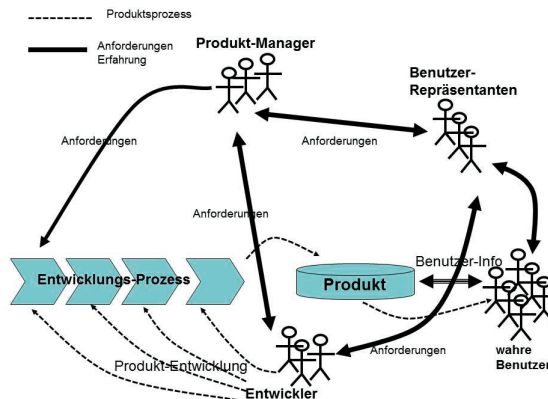 Produktsprozess
Anforderungen
Erfahrung
Produkt-Manager
Benutzer-
Repräsentanten
Anforderungen
Anforderungen
Anforderungen
Benutzer-Info
Entwicklungs-Prozess
Produkt
Produkt-Entwicklung
Anforderungen
wahre
Benutzer
Entwickler